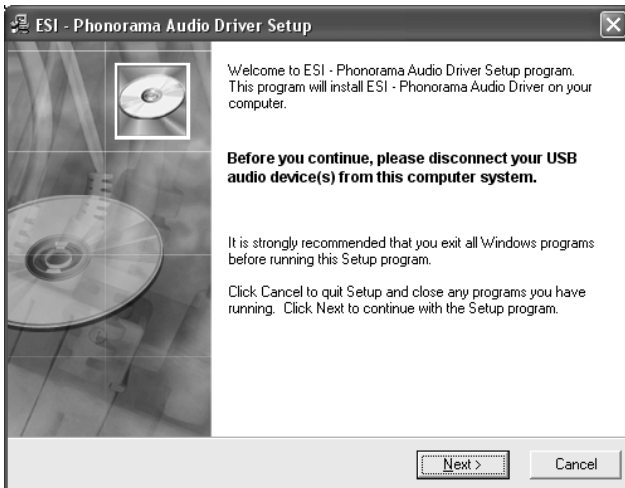 ESI - Phonorama Audio Driver Setup
Welcome to ESI - Phonorama Audio Driver Setup program.
This program will install ESI - Phonorama Audio Driver on your
computer.
Before you continue, please disconnect your USB
audio device(s) from this computer system.
It is strongly recommended that you exit all Windows programs
before running this Setup program.
Click Cancel to quit Setup and close any programs you have
running.  Click Next to continue with the Setup program.
Next >
Cancel